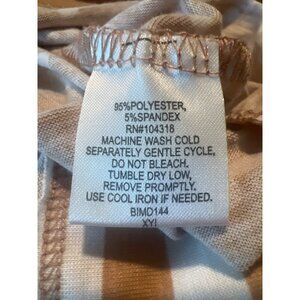 95%POLYESTER,
5%SPANDEX
RN#104318
MACHINE WASH COLD
SEPARATELY GENTLE CYCLE,
DO NOT BLEACH.
TUMBLE DRY LOW,
REMOVE PROMPTLY.
USE COOL IRON IF NEEDED.
BIMD144